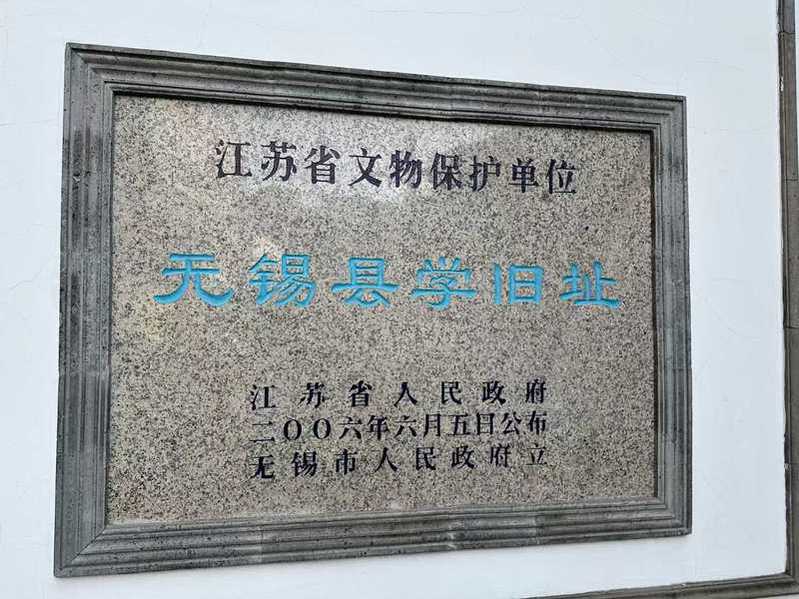 江苏省文物保护单位
无锡县学旧址
江苏省人民政府
二〇〇六年六月五日公布
无锡市人民政府立